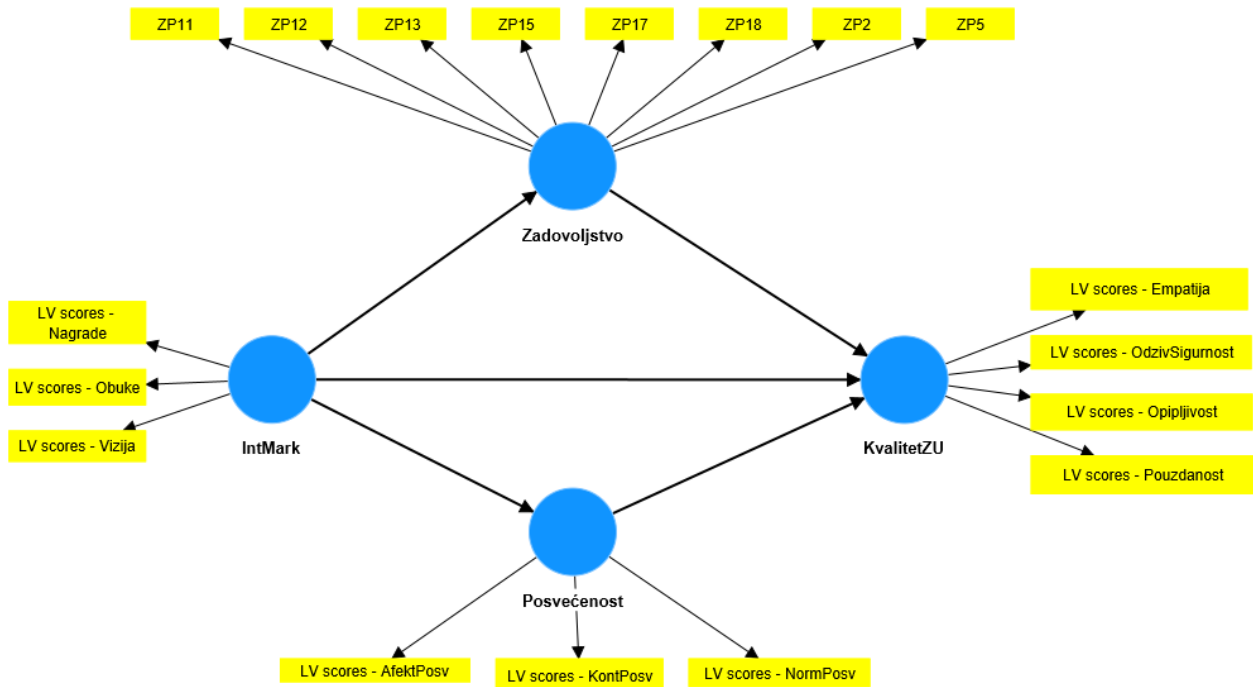 ZP11
ZP12
ZP13
ZP15
ZP17
ZP18
ZP2
ZP5
Zadovoljstvo
LV scores -
Nagrade
LV scores - Obuke
LV scores - Vizija
IntMark
LV scores - Empatija
LV scores - OdzivSigurnost
LV scores - Opipljivost
LV scores - Pouzdanost
KvalitetZU
Posvećenost
LV scores - AfektPosv
LV scores - KontPosv
LV scores - NormPosv